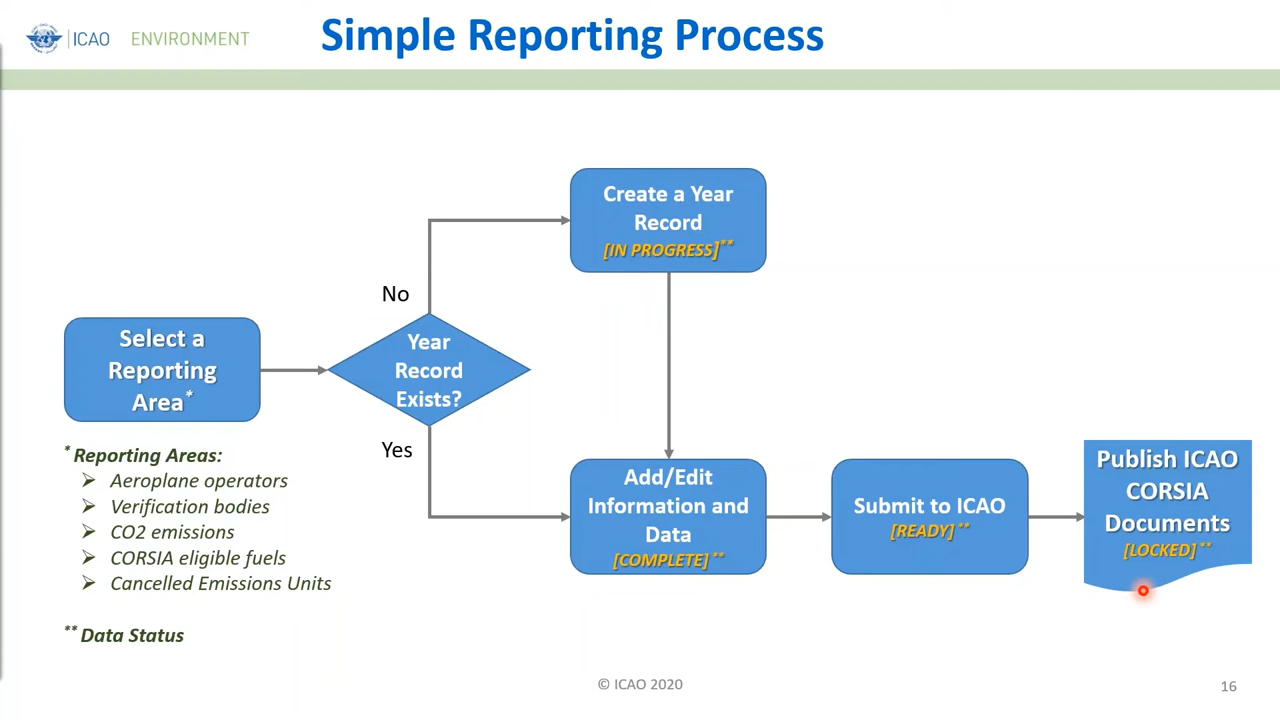 ICAO ENVIRONMENT
Simple Reporting Process
Create a Year
Record
[IN PROGRESS]**
No
Select a
Reporting
Area*
Year
Record
Exists?
Yes
* Reporting Areas:
Aeroplane operators
Verification bodies
CO2 emissions
CORSIA eligible fuels
Cancelled Emissions Units
** Data Status
Add/Edit
Information and
Data
[COMPLETE]**
Submit to ICAO
[READY]**
Publish ICAO
CORSIA
Documents
[LOCKED]**
© ICAO 2020
16